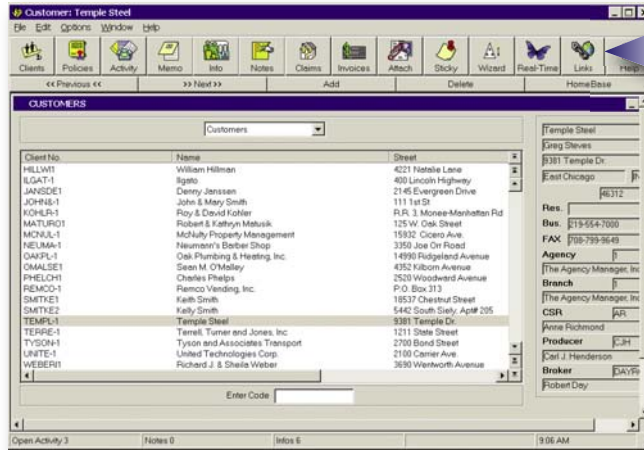 Customer: Temple Steel
File Edit Options Window Help
Clients Policies Activity Memo Info Notes Claims Invoices Attach Sticky Wizard Real-Time Links Help
<< Previous << >> Next >> Add Delete HomeBase
CUSTOMERS
Customers
Client No. Name Street
HILLWI1 William Hillman 4221 Natalie Lane
ILGAT-1 Ilgato 400 Lincoln Highway
JANSDE1 Denny Janssen 2145 Evergreen Drive
JOHN&-1 John & Mary Smith 111 1st St
KOHLR-1 Roy & David Kohler R.R. 3. Monee-Manhattan Rd
MATURO1 Robert & Kathryn Matusik 125 W. Oak Street
MCNUL-1 McNulty Property Management 15932 Cicero Ave.
NEUMA-1 Neumann's Barber Shop 3350 Joe Orr Road
OAKPL-1 Oak Plumbing & Heating, Inc. 14990 Ridgeland Avenue
OMALSE1 Sean M. O'Malley 4352 Kilborn Avenue
PHELCH1 Charles Phelps 2520 Woodward Avenue
REMCO-1 Remco Vending, Inc. P.O. Box 313
SMITKE1 Keith Smith 18537 Chestnut Street
SMITKE2 Kelly Smith 5442 South Siely, Apt# 205
TEMPL-1 Temple Steel 9381 Temple Dr.
TERRE-1 Terrell, Turner and Jones, Inc. 1211 State Street
TYSON-1 Tyson and Associates Transport 2700 Bond Street
UNITE-1 United Technologies Corp. 2100 Carrier Ave.
WEBERI1 Richard J. & Sheila Weber 3690 Wentworth Avenue
Enter Code
Temple Steel
Greg Steves
9381 Temple Dr.
East Chicago
46312
Res.
Bus. 219-554-7000
FAX 708-799-9649
Agency 1
The Agency Manager, Inc
Branch 1
The Agency Manager, Inc
CSR AR
Anne Richmond
Producer CJH
Carl J. Henderson
Broker DAYR
Robert Day
Open Activity 3 Notes 0 Infos 6 9:06 AM